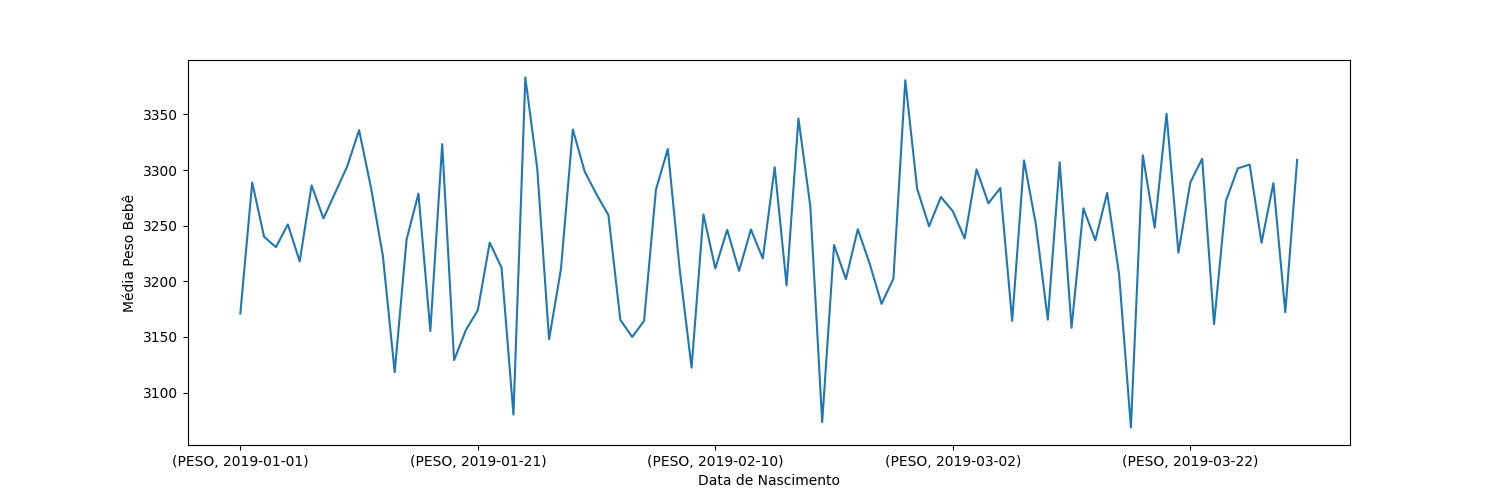 3350
3300
3250
3200
3150
3100
Média Peso Bebê
(PESO, 2019-01-01) (PESO, 2019-01-21) (PESO, 2019-02-10) (PESO, 2019-03-02) (PESO, 2019-03-22)
Data de Nascimento